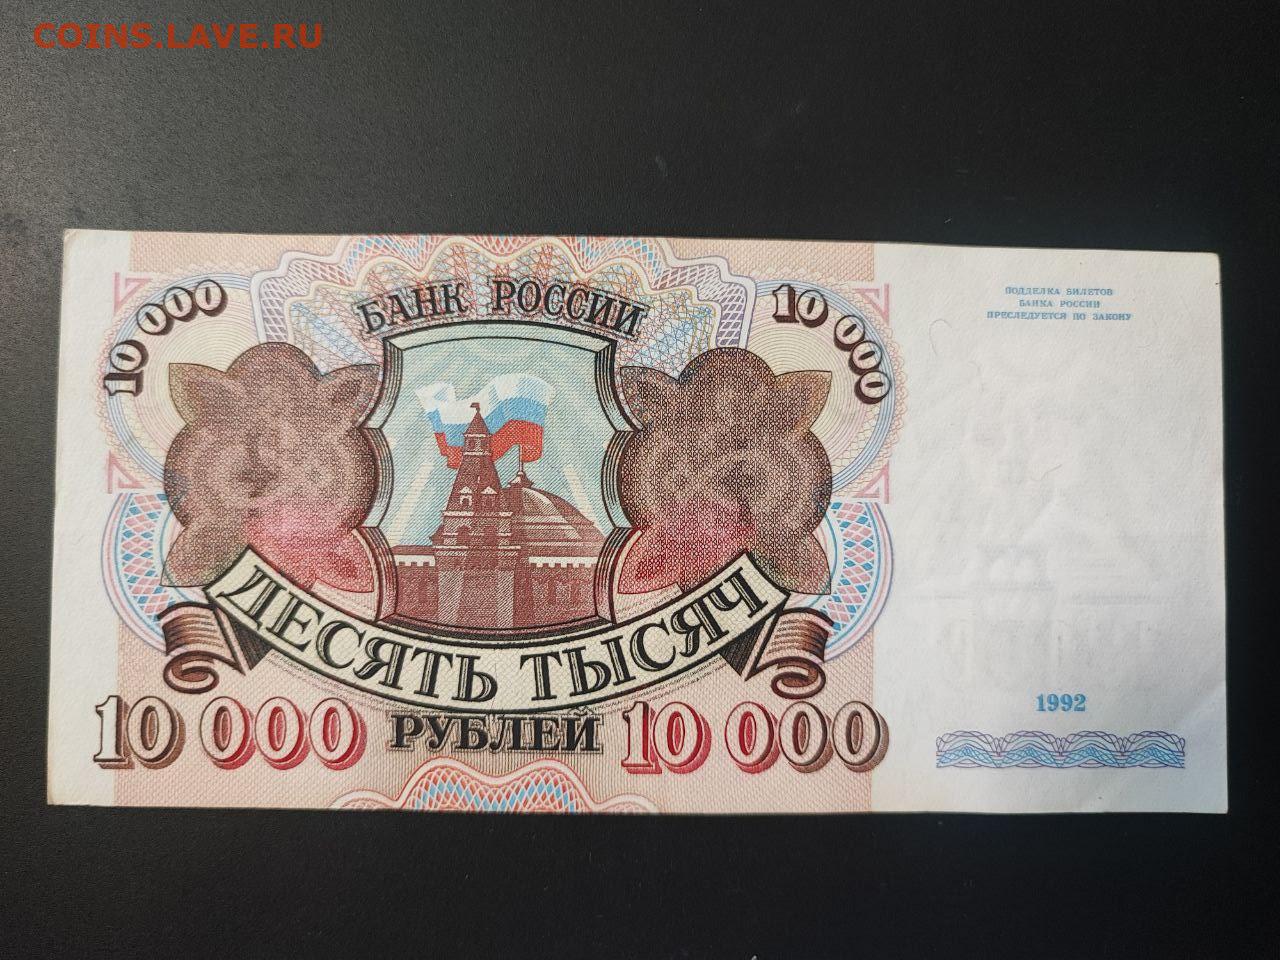 COINS.LAVE.RU
БАНК РОССИИ
10 000
10 000
ПОДДЕЛКА БИЛЕТОВ
БАНКА РОССИИ
ПРЕСЛЕДУЕТСЯ ПО ЗАКОНУ
ДЕСЯТЬ ТЫСЯЧ
10 000 РУБЛЕЙ 10 000
1992